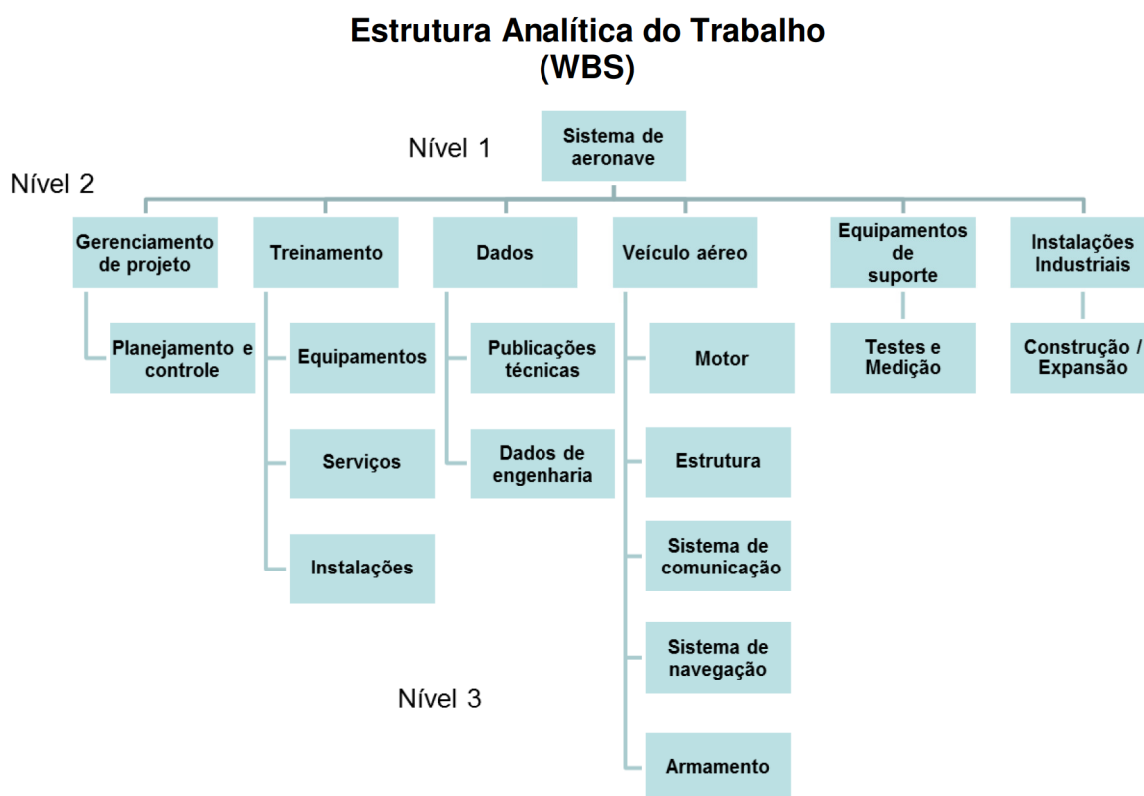 Estrutura Analítica do Trabalho
(WBS)
Nível 1
Sistema de
aeronave
Nível 2
Gerenciamento
de projeto
Treinamento
Dados
Veículo aéreo
Equipamentos
de
suporte
Instalações
Industriais
Planejamento e
controle
Equipamentos
Publicações
técnicas
Motor
Testes e
Medição
Construção /
Expansão
Serviços
Dados de
engenharia
Estrutura
Instalações
Sistema de
comunicação
Sistema de
navegação
Nível 3
Armamento